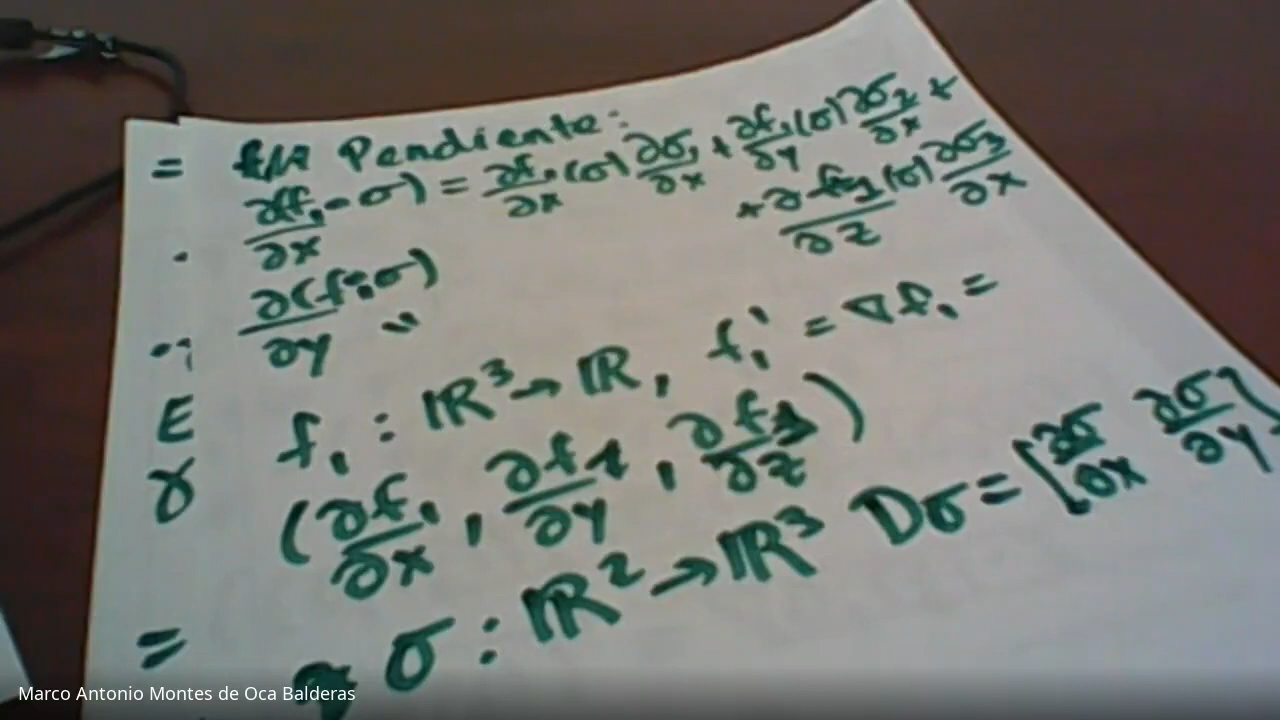 = Pendiente:
∂(f₁∘σ)/∂x = ∂f₁/∂x (σ) ∂σ₁/∂x + ∂f₁/∂y (σ) ∂σ₂/∂x +
+ ∂f₁/∂z (σ) ∂σ₃/∂x
∂(f₁∘σ)/∂y "
f₁ : ℝ³→ℝ, f₁' = ∇f₁ =
(∂f₁/∂x, ∂f₁/∂y, ∂f₁/∂z)
σ : ℝ²→ℝ³ Dσ = [∂σ/∂x ∂σ/∂y]
Marco Antonio Montes de Oca Balderas